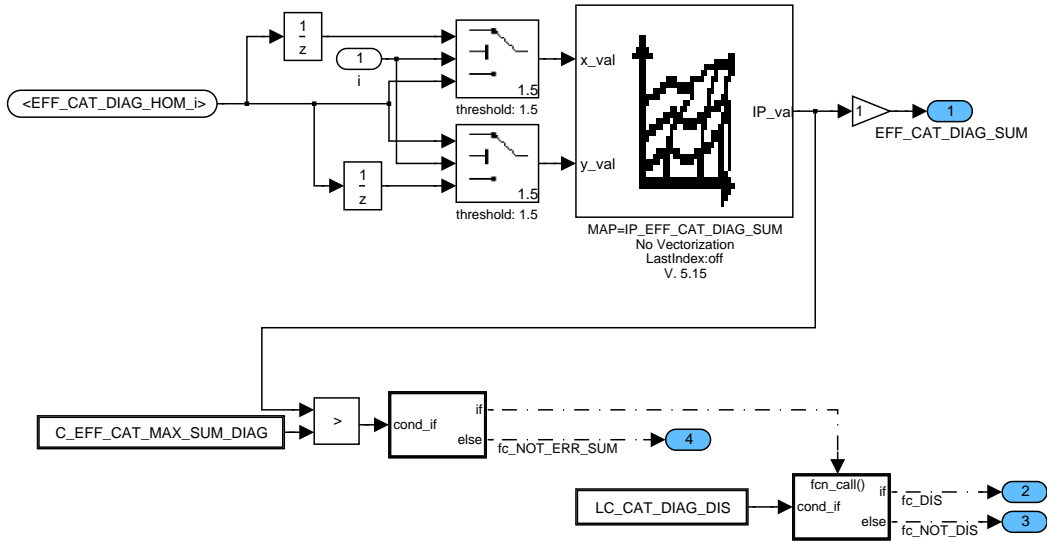 1
z
1
i
<EFF_CAT_DIAG_HOM_i>
1.5
threshold: 1.5
x_val
IP_va
y_val
1
1
EFF_CAT_DIAG_SUM
1
z
1.5
threshold: 1.5
MAP=IP_EFF_CAT_DIAG_SUM
No Vectorization
LastIndex:off
V. 5.15
C_EFF_CAT_MAX_SUM_DIAG
>
cond_if
if
else
fc_NOT_ERR_SUM
4
LC_CAT_DIAG_DIS
fcn_call()
cond_if
if
else
fc_DIS
2
fc_NOT_DIS
3